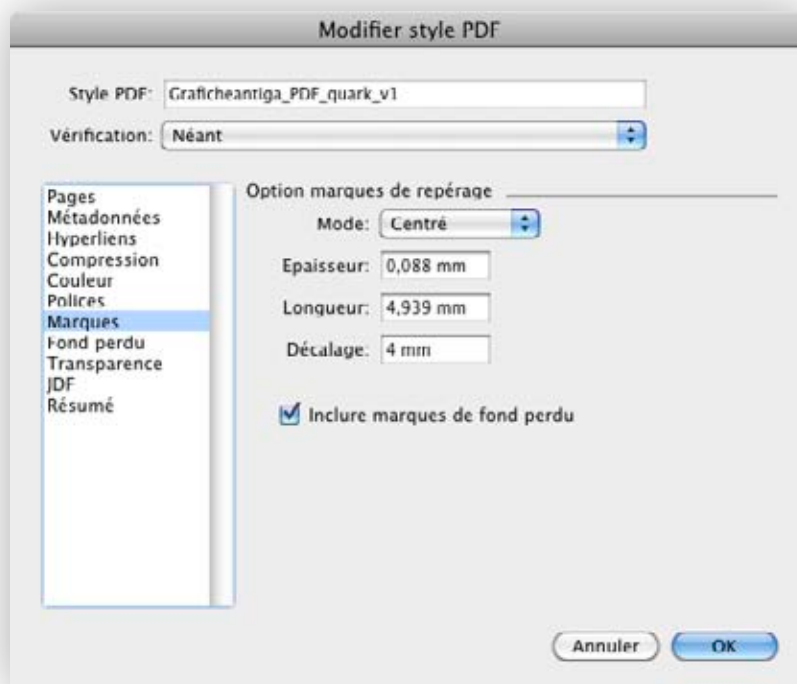 Modifier style PDF
Style PDF: Graficheantiga_PDF_quark_v1
Vérification: Néant
Pages
Métadonnées
Hyperliens
Compression
Couleur
Polices
Marques
Fond perdu
Transparence
JDF
Résumé
Option marques de repérage
Mode: Centré
Epaisseur: 0,088 mm
Longueur: 4,939 mm
Décalage: 4 mm
Inclure marques de fond perdu
Annuler OK